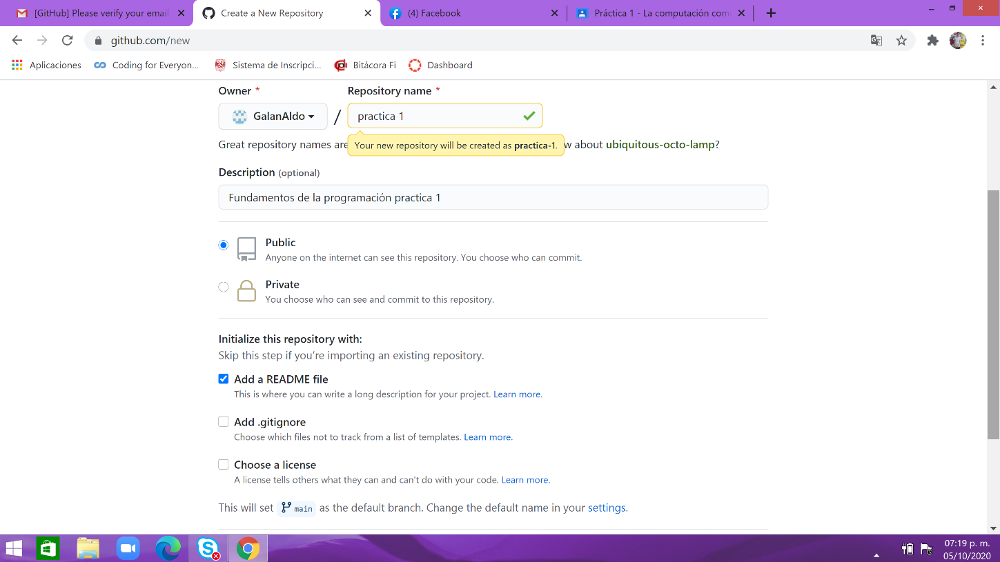 [GitHub] Please verify your email
Create a New Repository
(4) Facebook
Práctica 1 - La computación com
github.com/new
Aplicaciones
Coding for Everyon...
Sistema de Inscripci...
Bitácora Fi
Dashboard
Owner *
Repository name *
GalanAldo
/
practica 1
Great repository names are
Your new repository will be created as practica-1.
w about ubiquitous-octo-lamp?
Description (optional)
Fundamentos de la programación practica 1
Public
Anyone on the internet can see this repository. You choose who can commit.
Private
You choose who can see and commit to this repository.
Initialize this repository with:
Skip this step if you're importing an existing repository.
Add a README file
This is where you can write a long description for your project. Learn more.
Add .gitignore
Choose which files not to track from a list of templates. Learn more.
Choose a license
A license tells others what they can and can't do with your code. Learn more.
This will set main as the default branch. Change the default name in your settings.
07:19 p. m.
05/10/2020